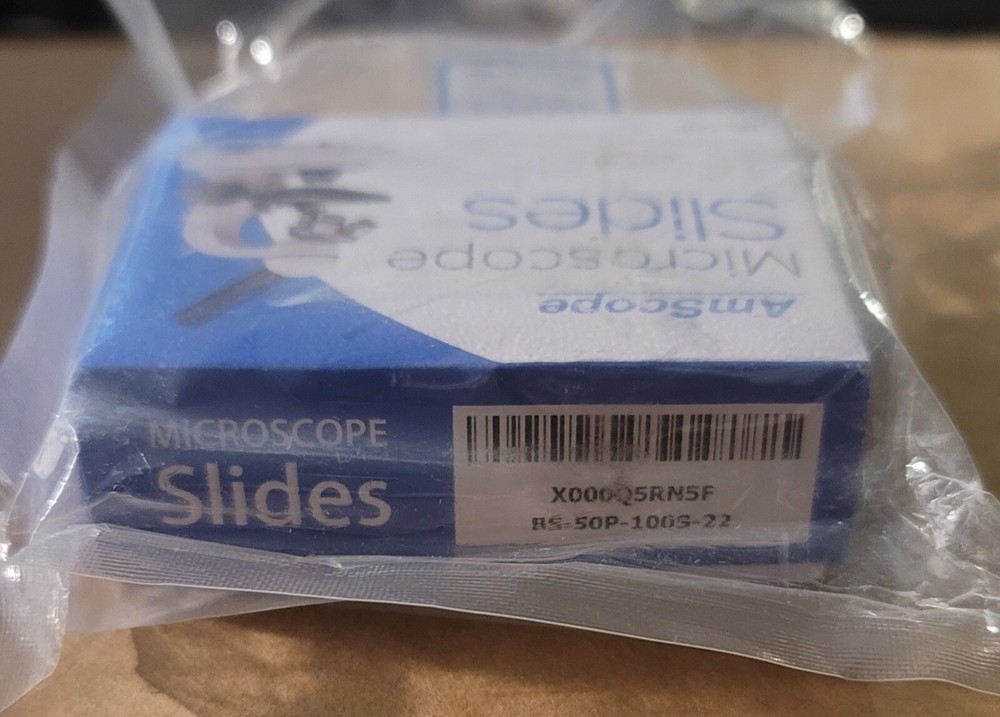 AmScope
Microscope
Slides
MICROSCOPE
Slides
X000Q5RN5F
BS-50P-100S-22